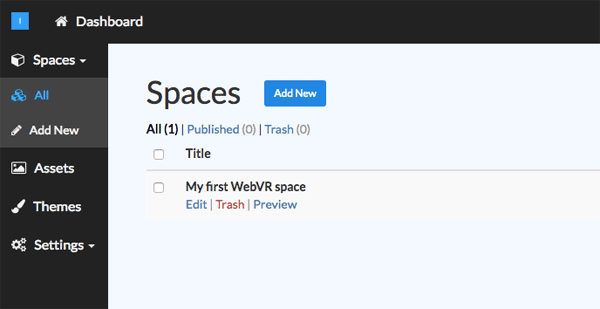 I
Dashboard
Spaces
All
Add New
Assets
Themes
Settings
Spaces
Add New
All (1) | Published (0) | Trash (0)
Title
My first WebVR space
Edit | Trash | Preview